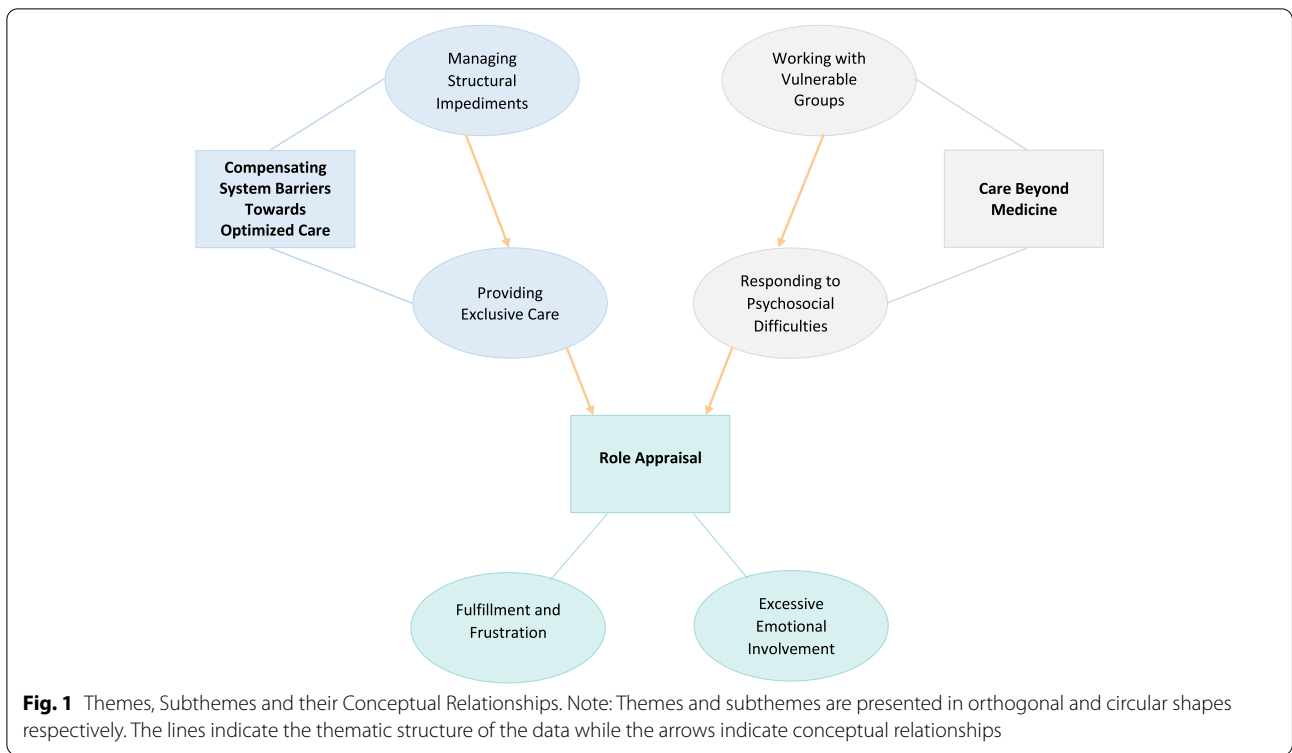 Managing
Structural
Impediments
Working with
Vulnerable
Groups
Compensating
System Barriers
Towards
Optimized Care
Care Beyond
Medicine
Providing
Exclusive Care
Responding to
Psychosocial
Difficulties
Role Appraisal
Fulfillment and
Frustration
Excessive
Emotional
Involvement
Fig. 1 Themes, Subthemes and their Conceptual Relationships. Note: Themes and subthemes are presented in orthogonal and circular shapes
respectively. The lines indicate the thematic structure of the data while the arrows indicate conceptual relationships